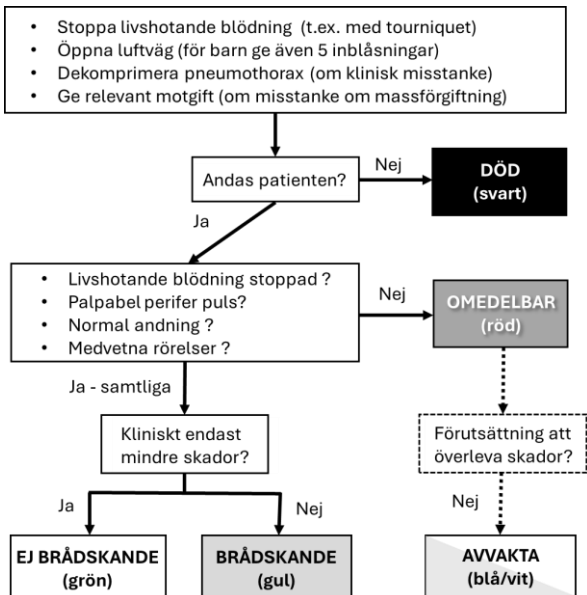 • Stoppa livshotande blödning (t.ex. med tourniquet)
• Öppna luftväg (för barn ge även 5 inblåsningar)
• Dekomprimera pneumothorax (om klinisk misstanke)
• Ge relevant motgift (om misstanke om massförgiftning)
Andas patienten?
Nej
DÖD
(svart)
Ja
• Livshotande blödning stoppad ?
• Palpabel perifer puls?
• Normal andning ?
• Medvetna rörelser ?
Nej
OMEDELBAR
(röd)
Ja - samtliga
Kliniskt endast
mindre skador?
Förutsättning att
överleva skador?
Ja
Nej
Nej
EJ BRÅDSKANDE
(grön)
BRÅDSKANDE
(gul)
AVVAKTA
(blå/vit)